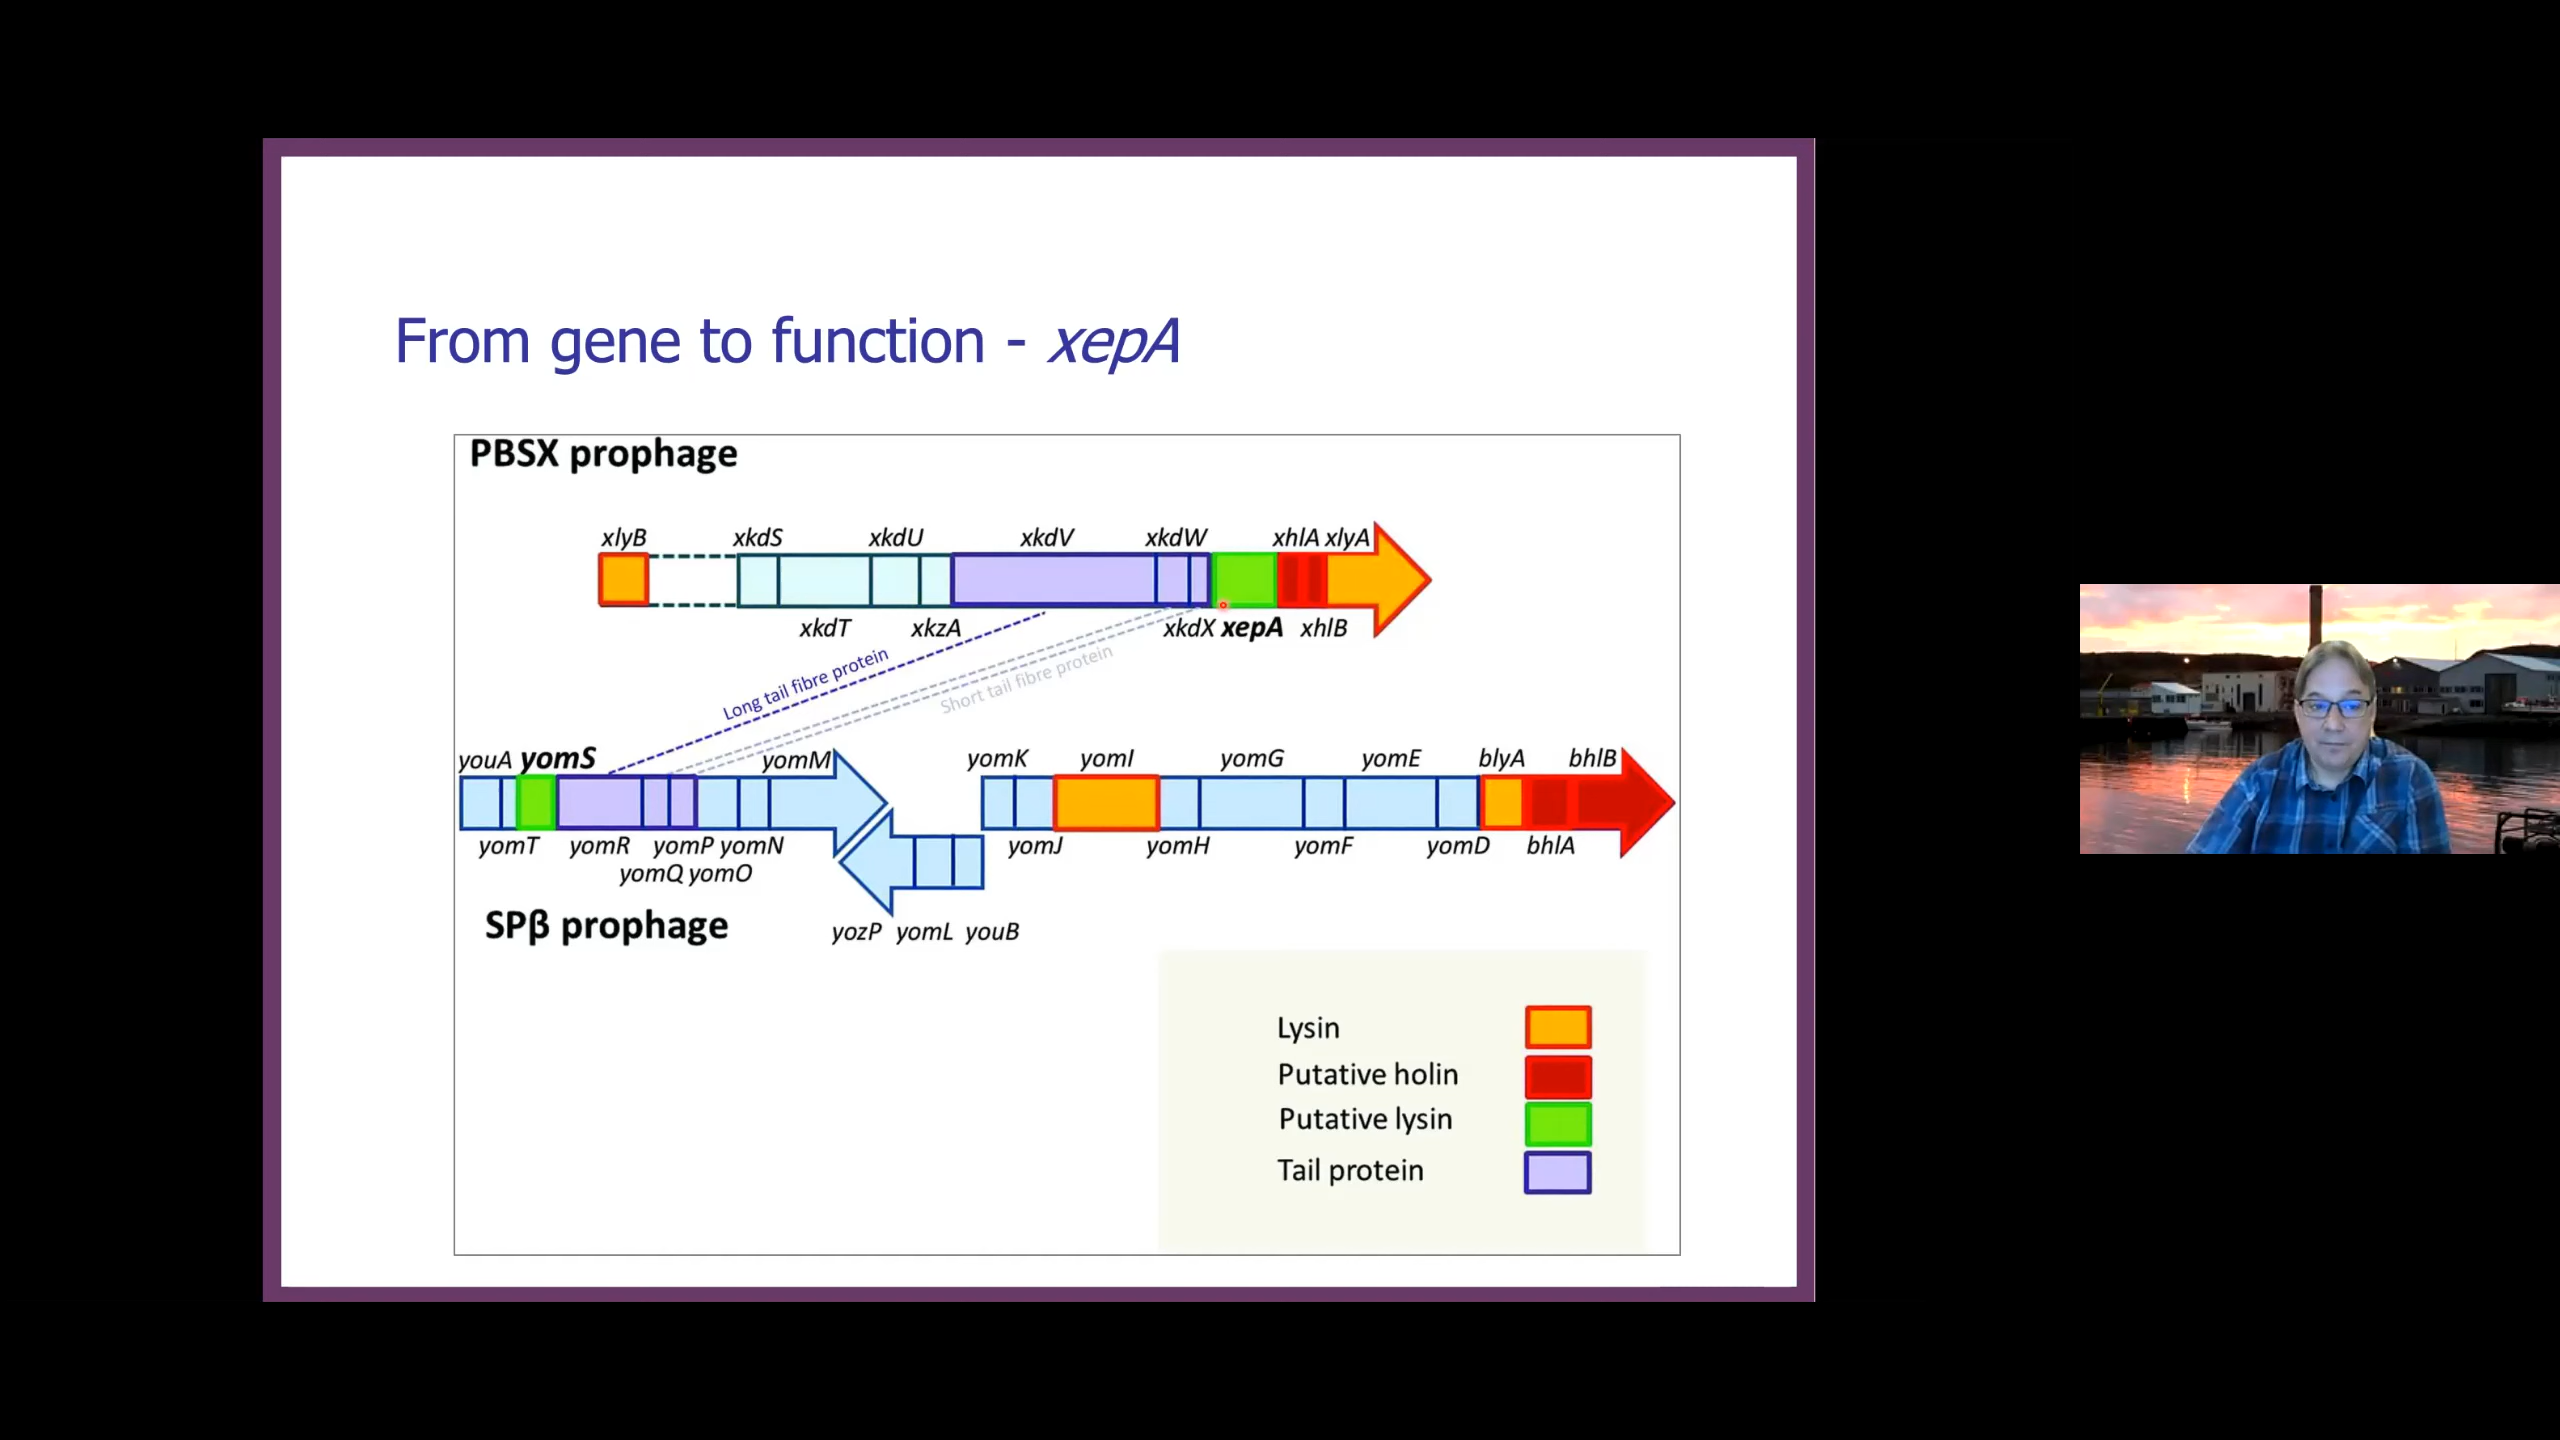 From gene to function - xepA
PBSX prophage
xlyB xkdS xkdU xkdV xkdW xhlA xlyA
xkdT xkzA xkdX xepA xhlB
Long tail fibre protein
Short tail fibre protein
youA yomS yomM yomK yomI yomG yomE blyA bhlB
yomT yomR yomP yomN yomJ yomH yomF yomD bhlA
yomQ yomO
SPβ prophage
yozP yomL youB
Lysin
Putative holin
Putative lysin
Tail protein